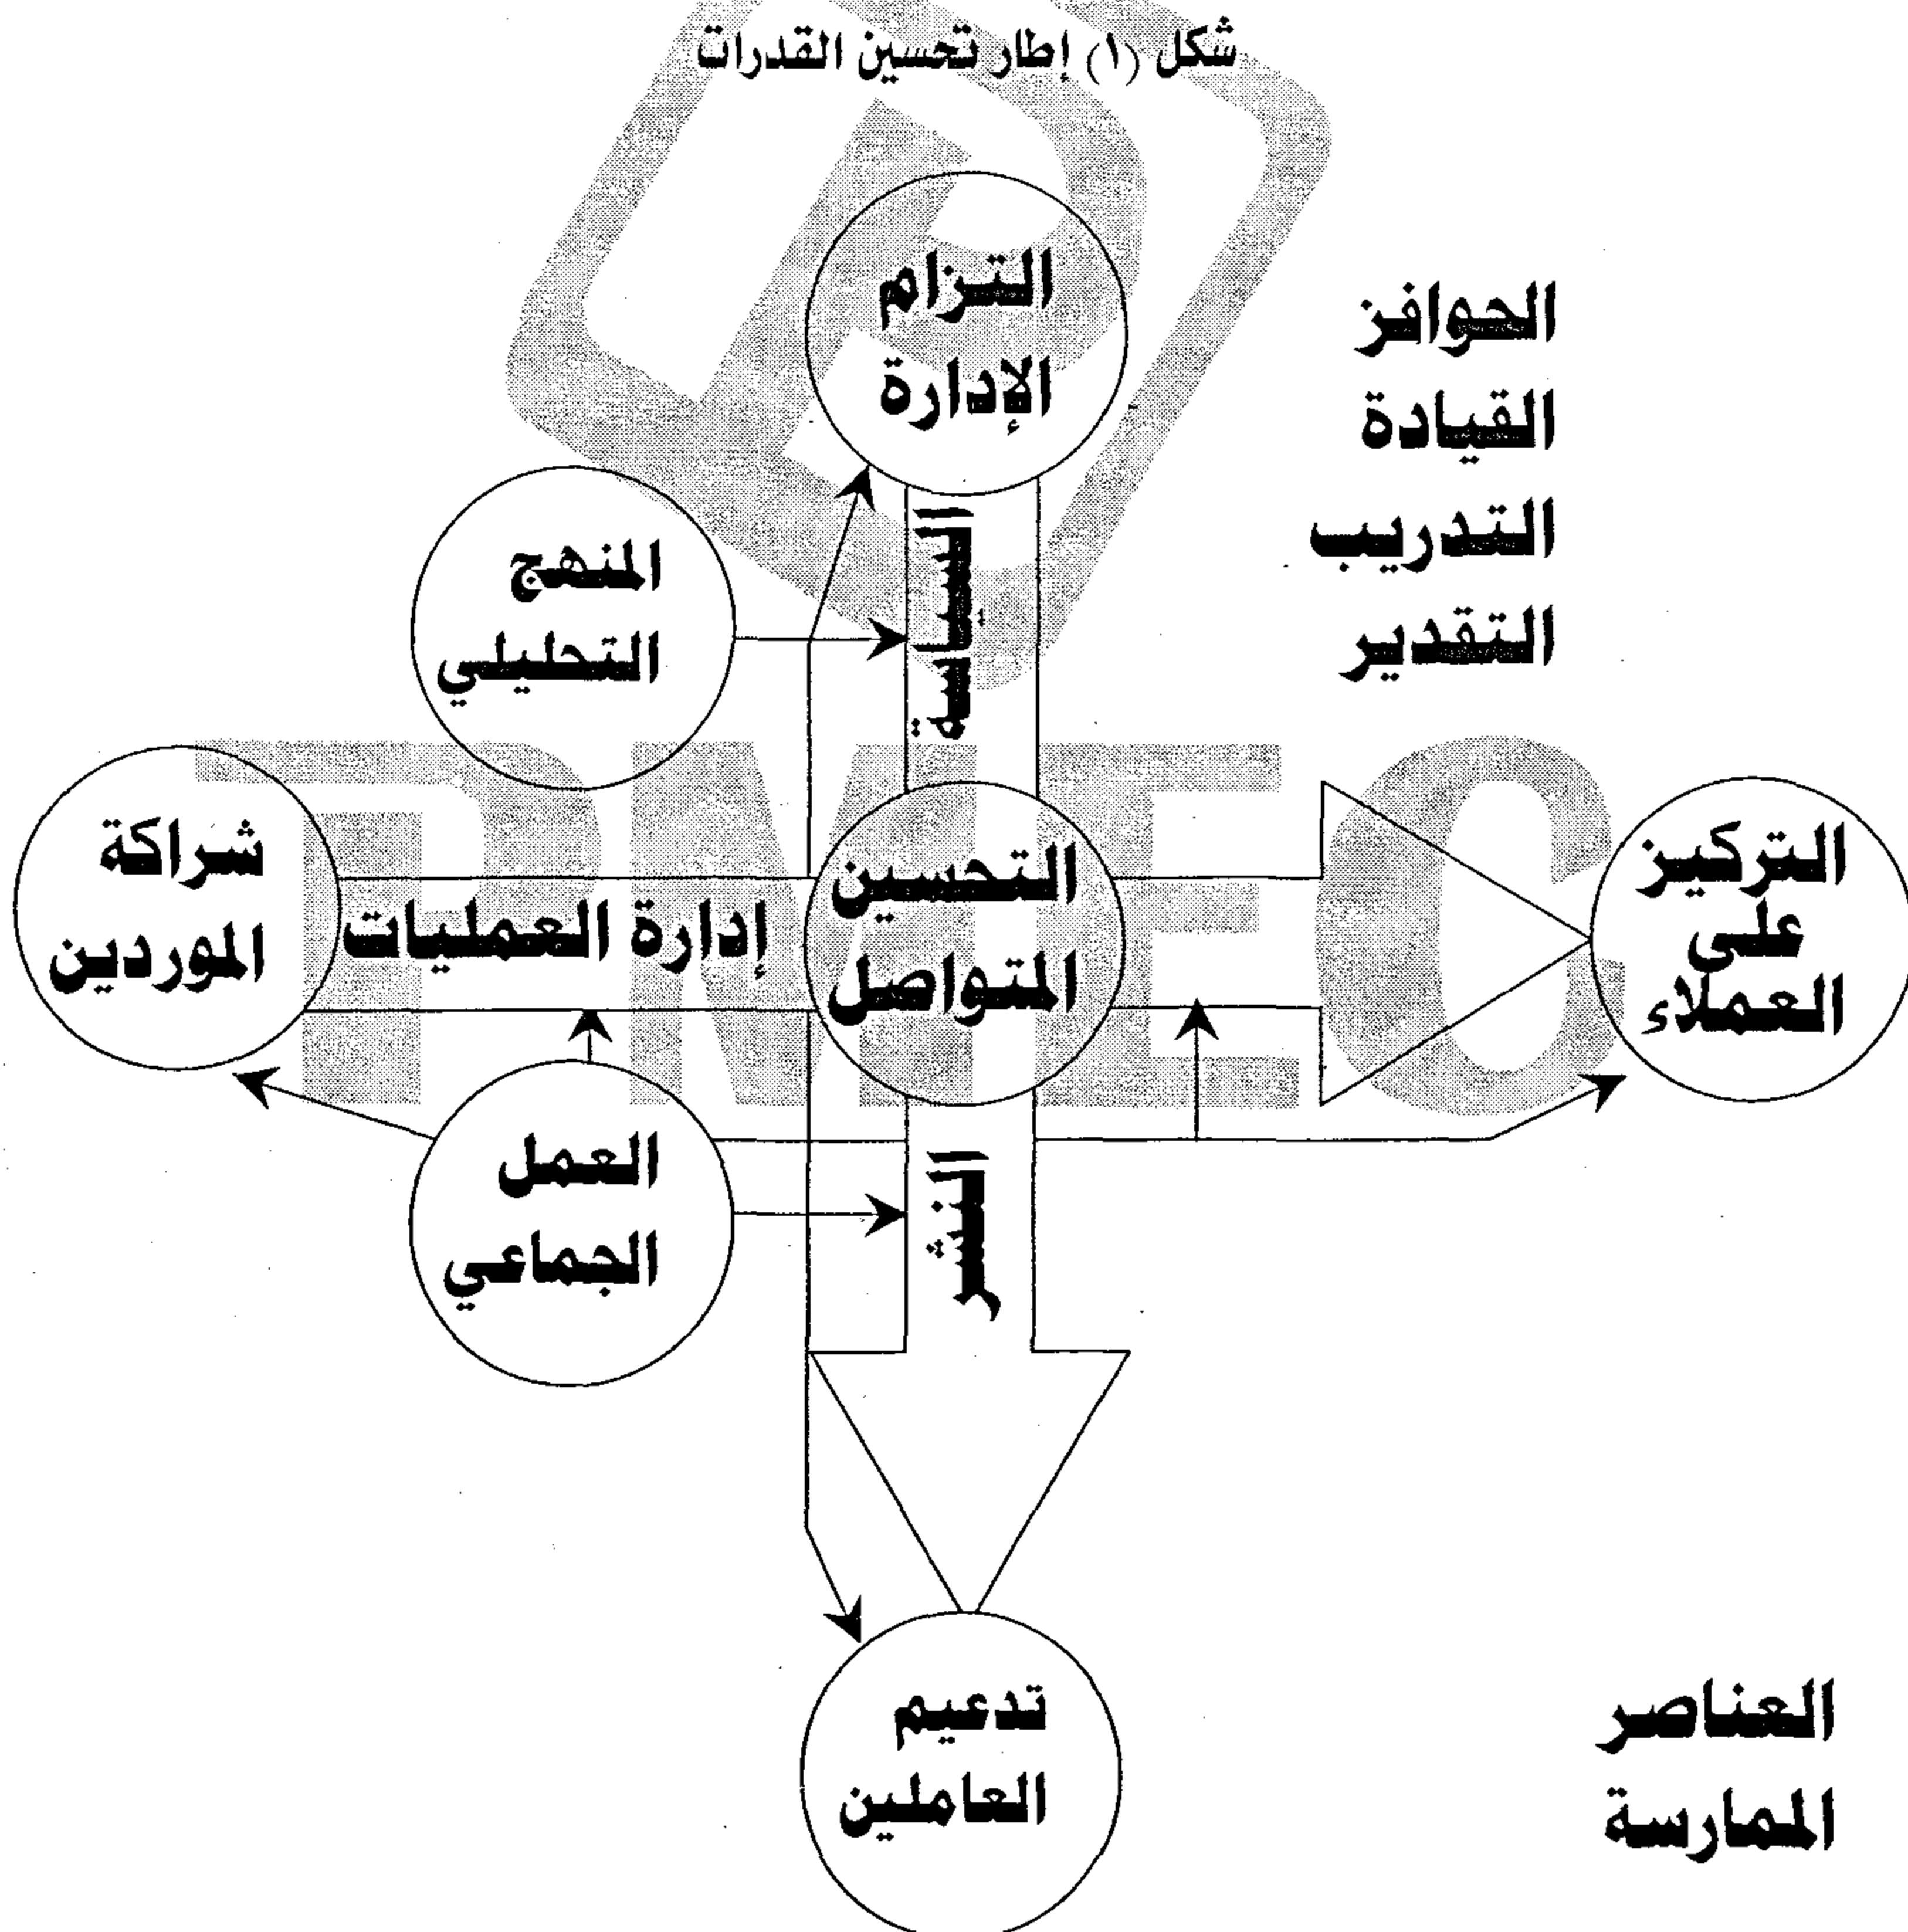 شكل (١) إطار تحسين القدرات
التزام
الإدارة
الحوافز
القيادة
التدريب
التقدير
المنهج
التحليلي
السياسة
التركيز
على
العملاء
التحسين
المتواصل
إدارة العمليات
شراكة
الموردين
العمل
الجماعي
النشر
تدعيم
العاملين
العناصر
الممارسة
PMEC